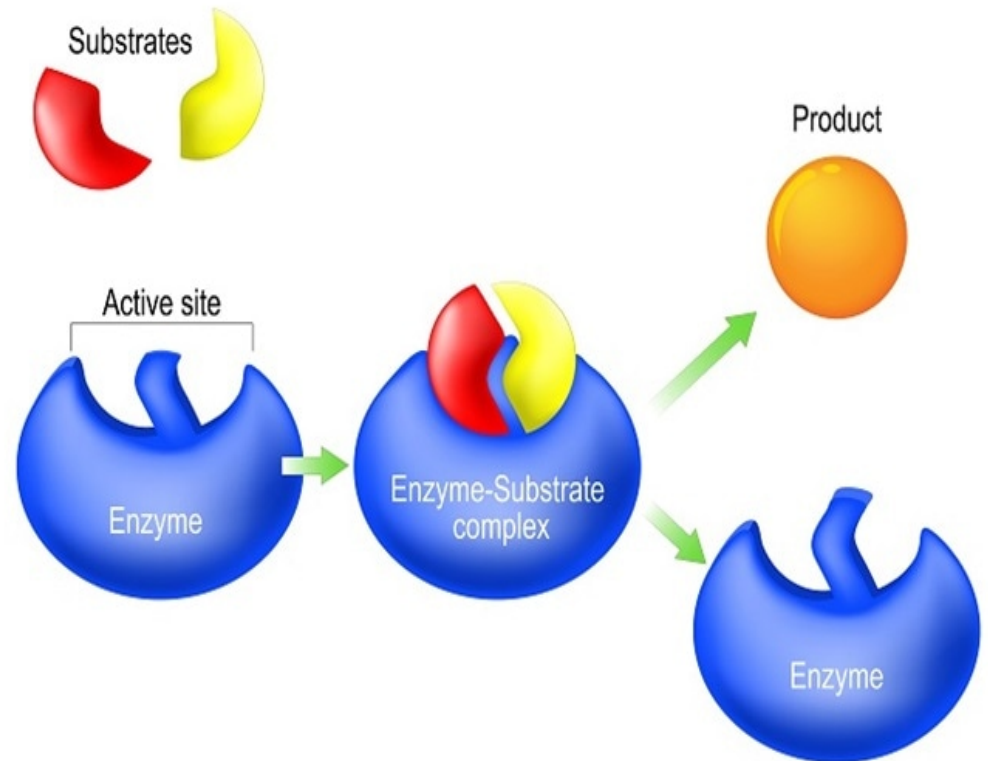 Substrates
Product
Active site
Enzyme
Enzyme-Substrate
complex
Enzyme